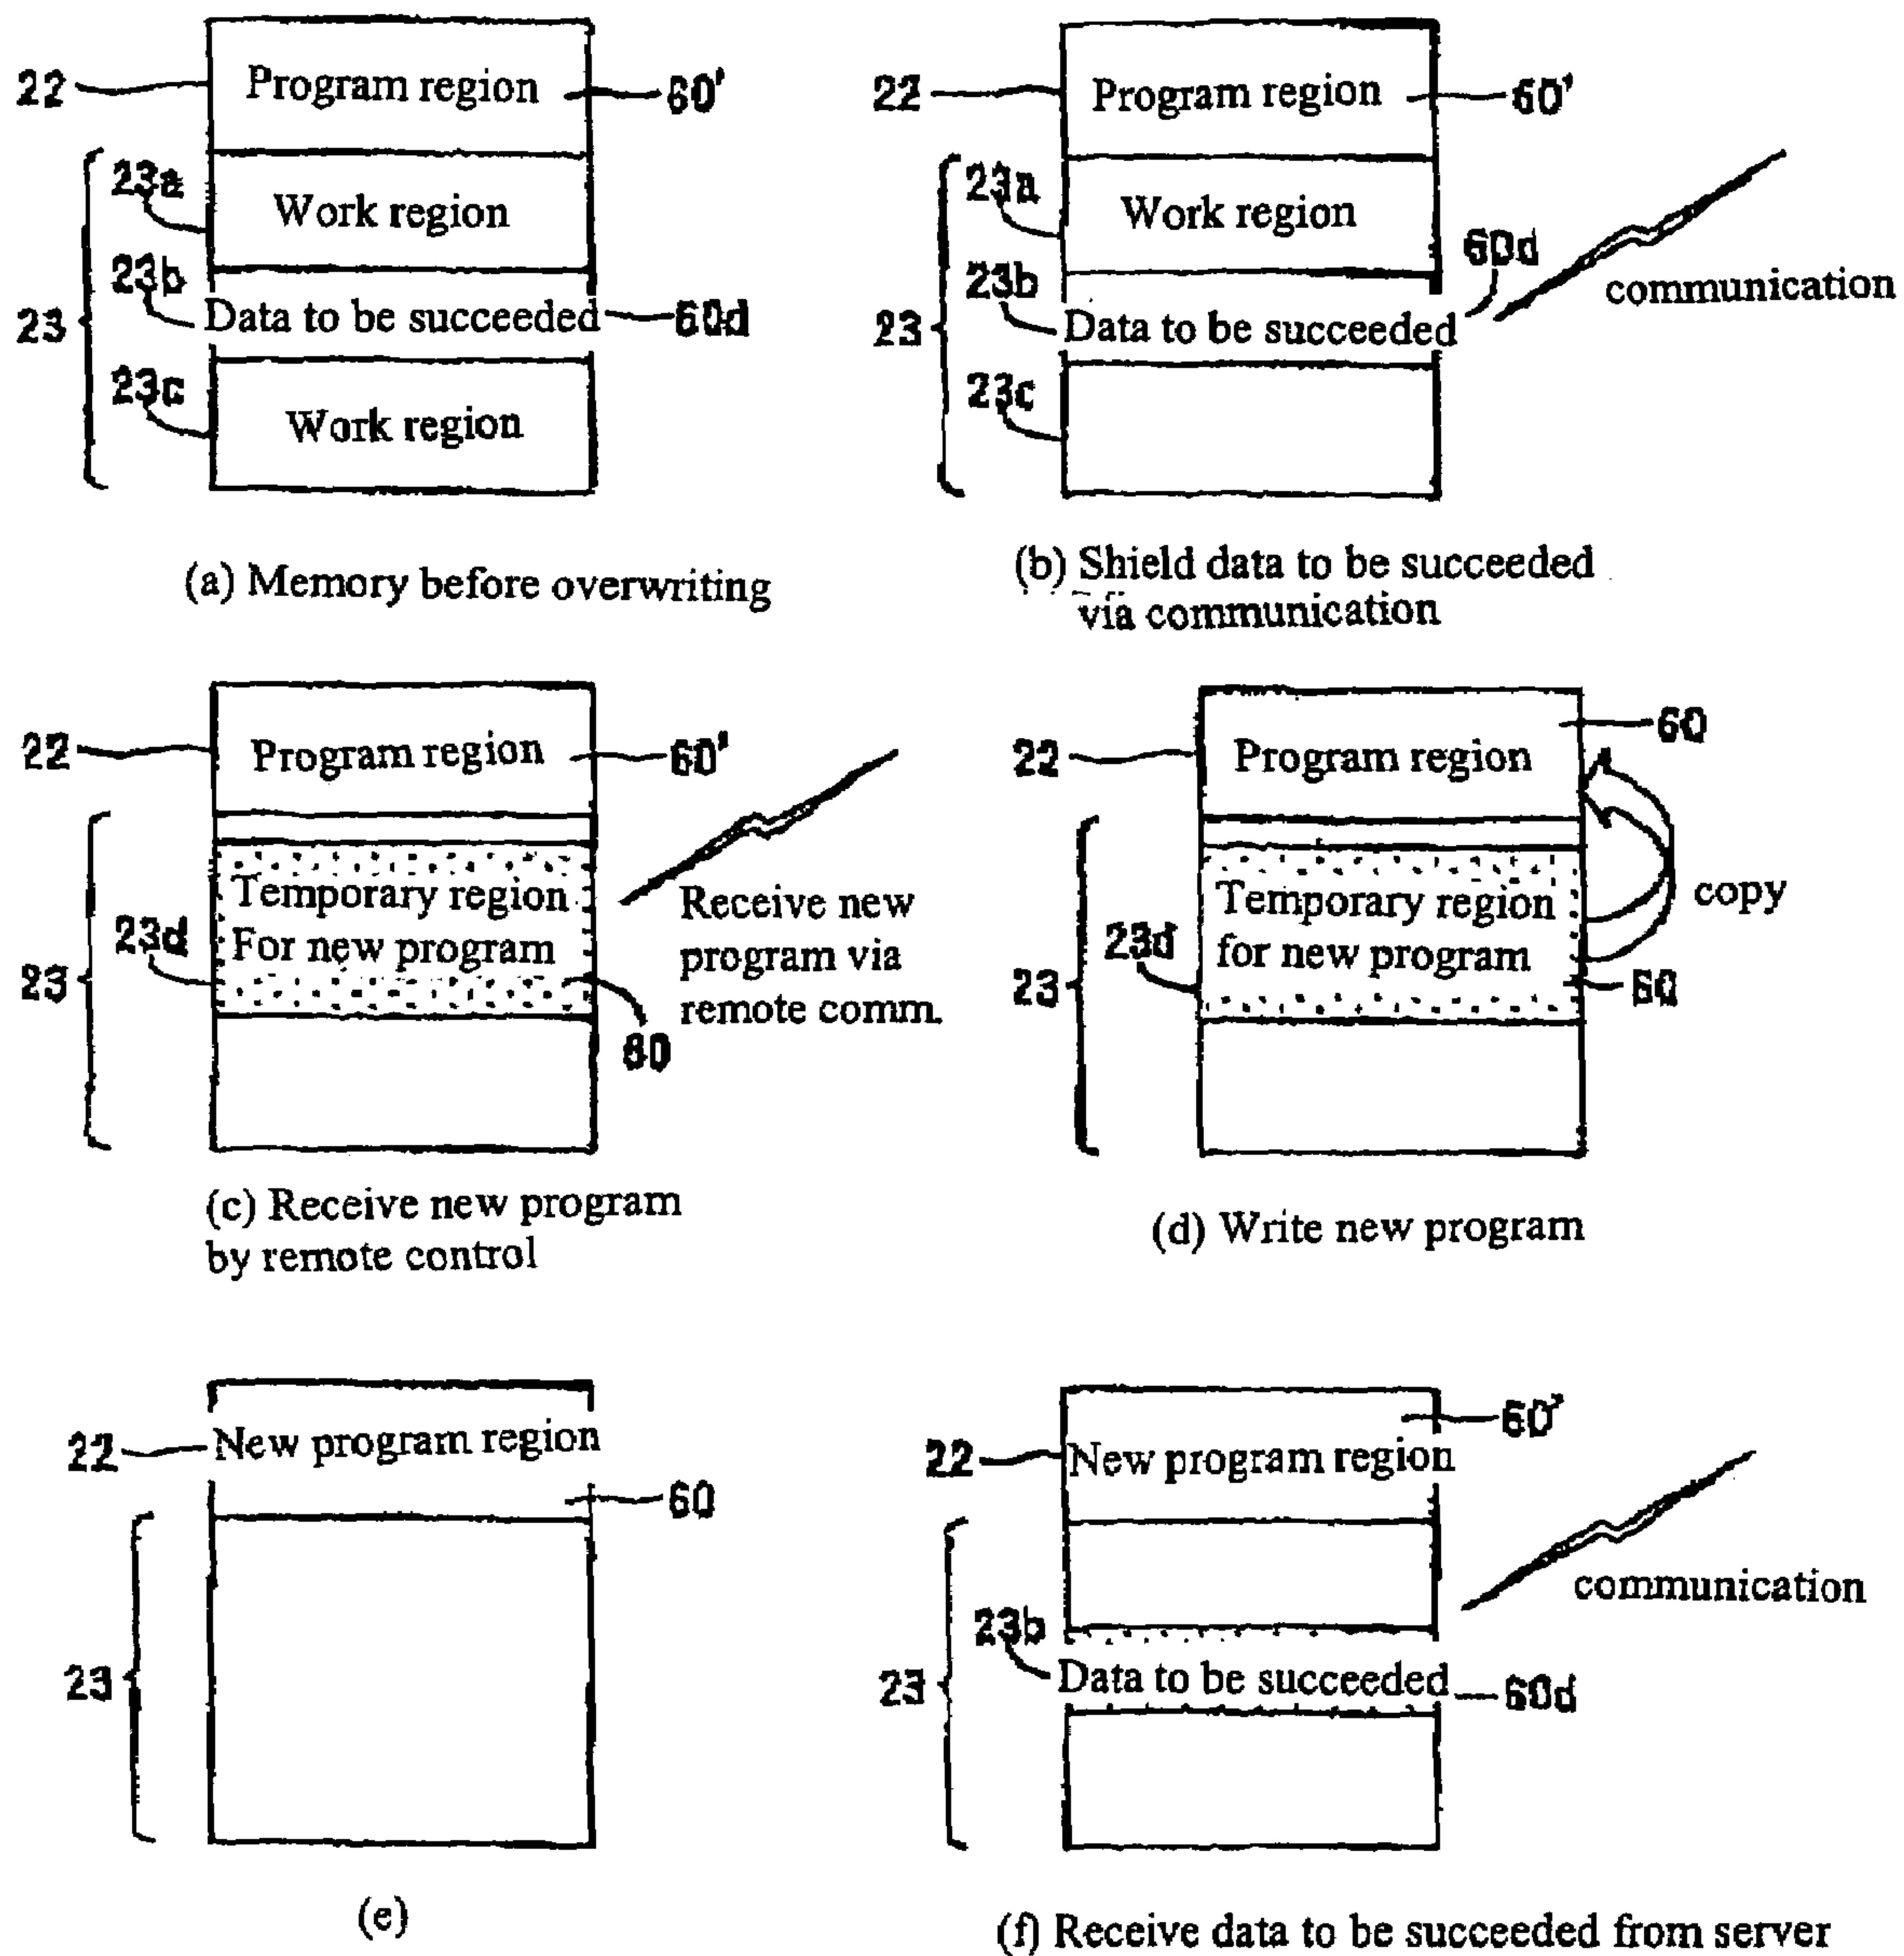 22
Program region
60'
23a
Work region
23b
Data to be succeeded
60d
23
23c
Work region
(a) Memory before overwriting
22
Program region
60'
23a
Work region
60d
communication
23b
Data to be succeeded
23
23c
(b) Shield data to be succeeded
via communication
22
Program region
60'
Temporary region
For new program
23d
23
Receive new
program via
remote comm.
60
(c) Receive new program
by remote control
60
22
Program region
copy
Temporary region
for new program
23d
23
60
(d) Write new program
22
New program region
60
23
(e)
60'
22
New program region
communication
23b
Data to be succeeded
60d
23
(f) Receive data to be succeeded from server